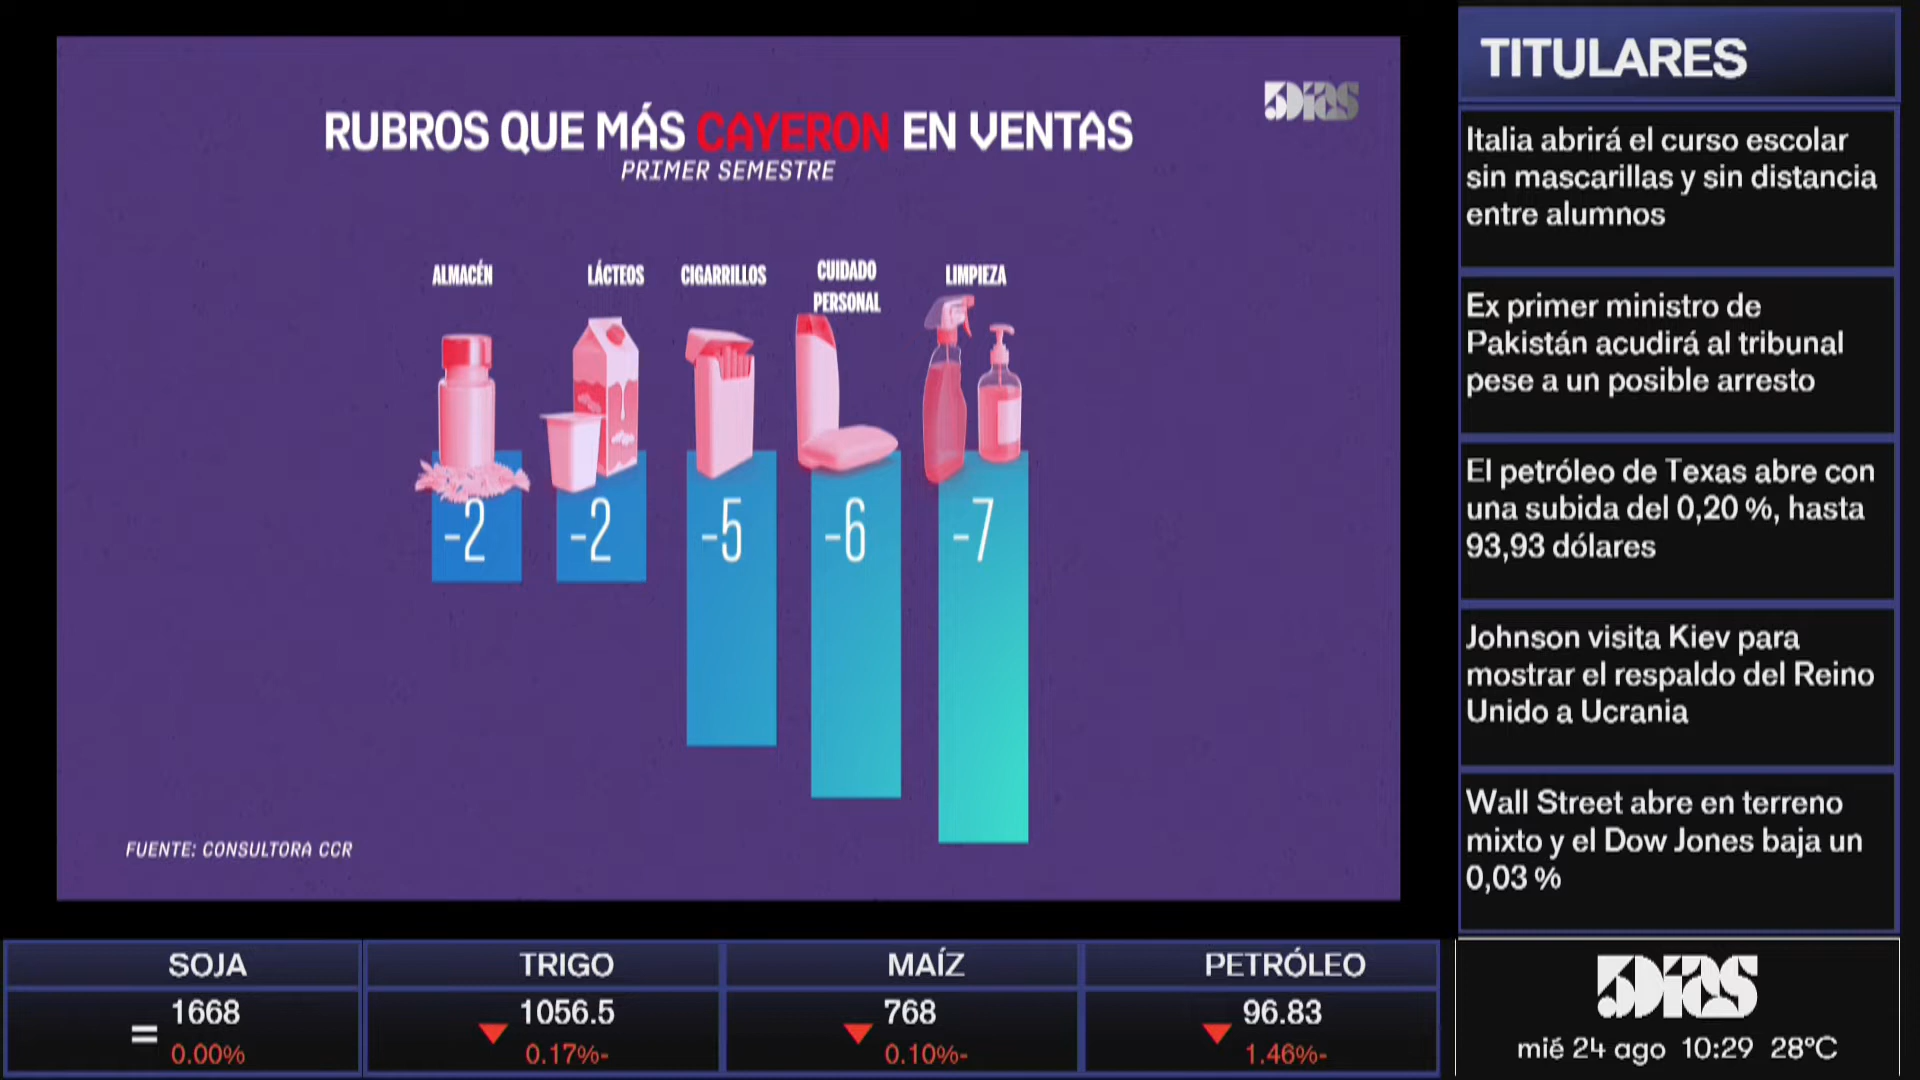 5Días
RUBROS QUE MÁS CAYERON EN VENTAS
PRIMER SEMESTRE
ALMACÉN
LÁCTEOS
CIGARRILLOS
CUIDADO
PERSONAL
LIMPIEZA
-2
-2
-5
-6
-7
FUENTE: CONSULTORA CCR
TITULARES
Italia abrirá el curso escolar
sin mascarillas y sin distancia
entre alumnos
Ex primer ministro de
Pakistán acudirá al tribunal
pese a un posible arresto
El petróleo de Texas abre con
una subida del 0,20 %, hasta
93,93 dólares
Johnson visita Kiev para
mostrar el respaldo del Reino
Unido a Ucrania
Wall Street abre en terreno
mixto y el Dow Jones baja un
0,03 %
SOJA
= 1668
0.00%
TRIGO
1056.5
0.17%-
MAÍZ
768
0.10%-
PETRÓLEO
96.83
1.46%-
5Días
mié 24 ago 10:29 28°C